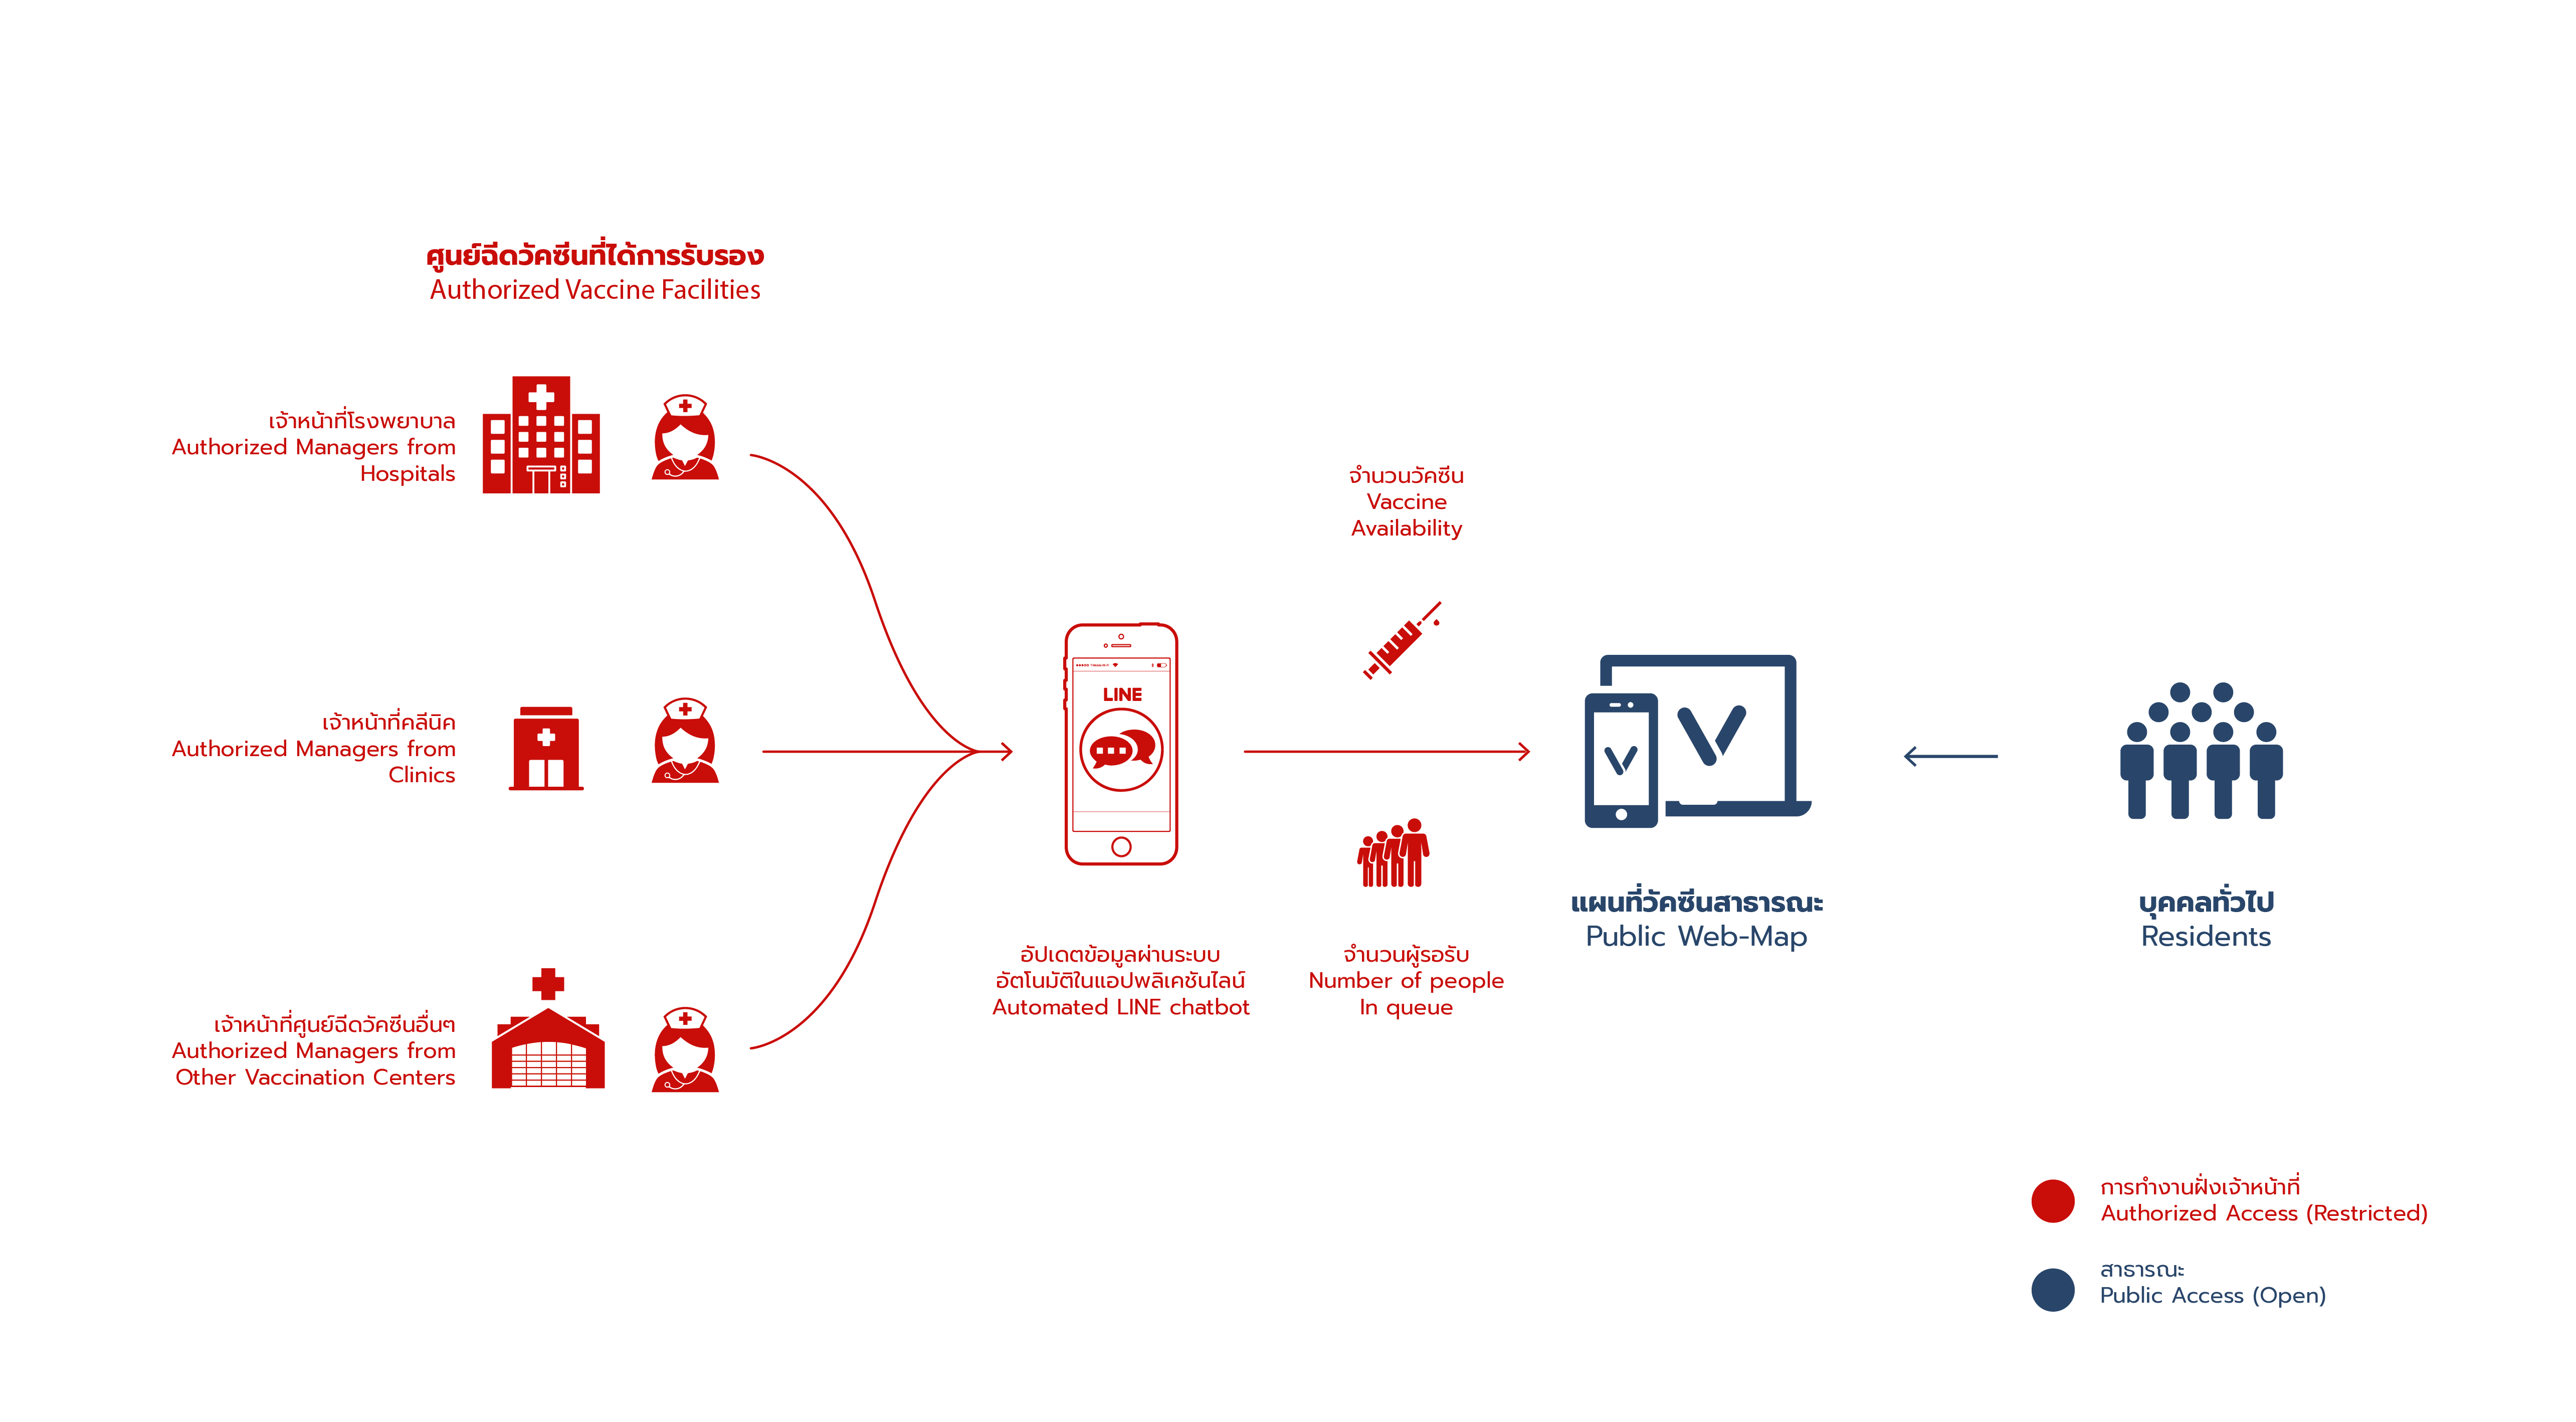 ศูนย์ฉีดวัคซีนที่ได้การรับรอง
Authorized Vaccine Facilities
เจ้าหน้าที่โรงพยาบาล
Authorized Managers from
Hospitals
เจ้าหน้าที่คลีนิค
Authorized Managers from
Clinics
เจ้าหน้าที่ศูนย์ฉีดวัคซีนอื่นๆ
Authorized Managers from
Other Vaccination Centers
LINE
อัปเดตข้อมูลผ่านระบบ
อัตโนมัติในแอปพลิเคชันไลน์
Automated LINE chatbot
จำนวนวัคซีน
Vaccine
Availability
จำนวนผู้รอรับ
Number of people
In queue
แผนที่วัคซีนสาธารณะ
Public Web-Map
บุคคลทั่วไป
Residents
การทำงานฝั่งเจ้าหน้าที่
Authorized Access (Restricted)
สาธารณะ
Public Access (Open)